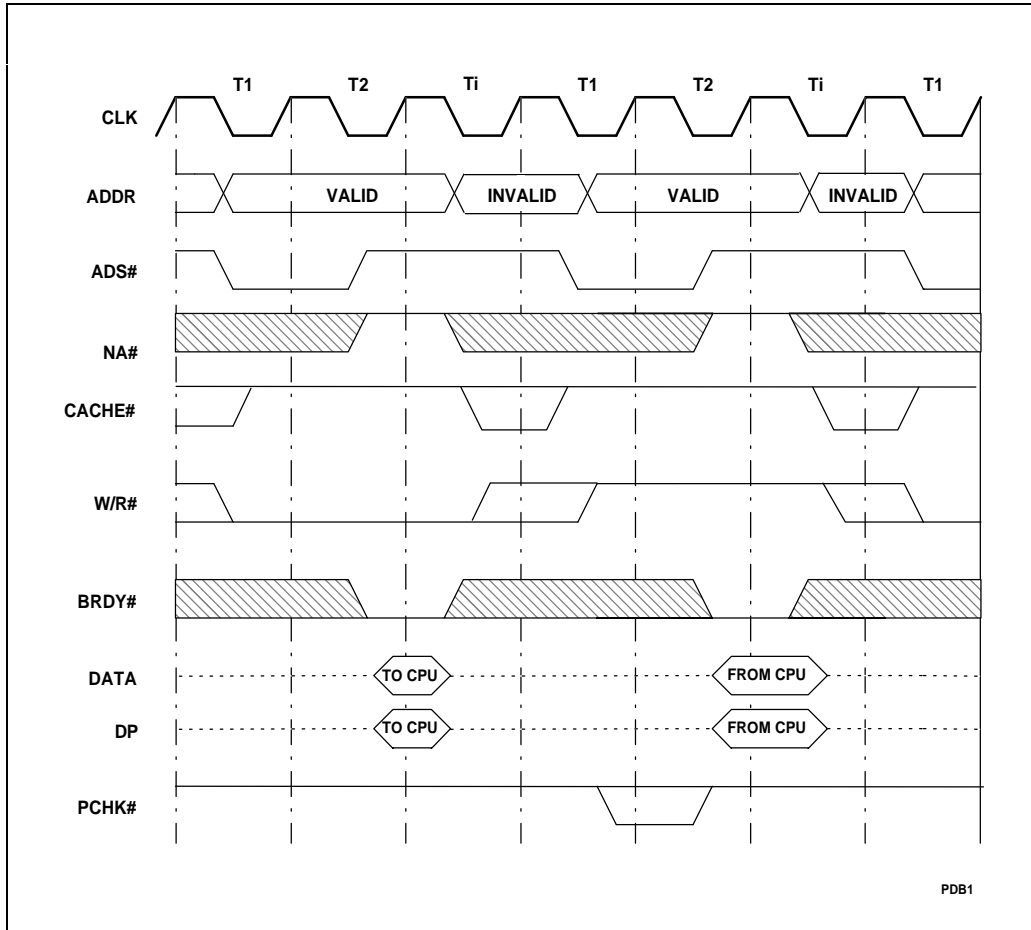 T1 T2 Ti T1 T2 Ti T1
CLK
ADDR VALID INVALID VALID INVALID
ADS#
NA#
CACHE#
W/R#
BRDY#
DATA TO CPU FROM CPU
DP TO CPU FROM CPU
PCHK#
PDB1